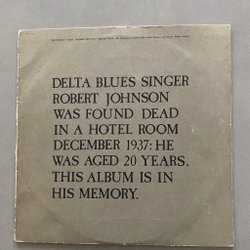 DELTA BLUES SINGER
ROBERT JOHNSON
WAS FOUND DEAD
IN A HOTEL ROOM
DECEMBER 1937: HE
WAS AGED 20 YEARS.
THIS ALBUM IS IN
HIS MEMORY.